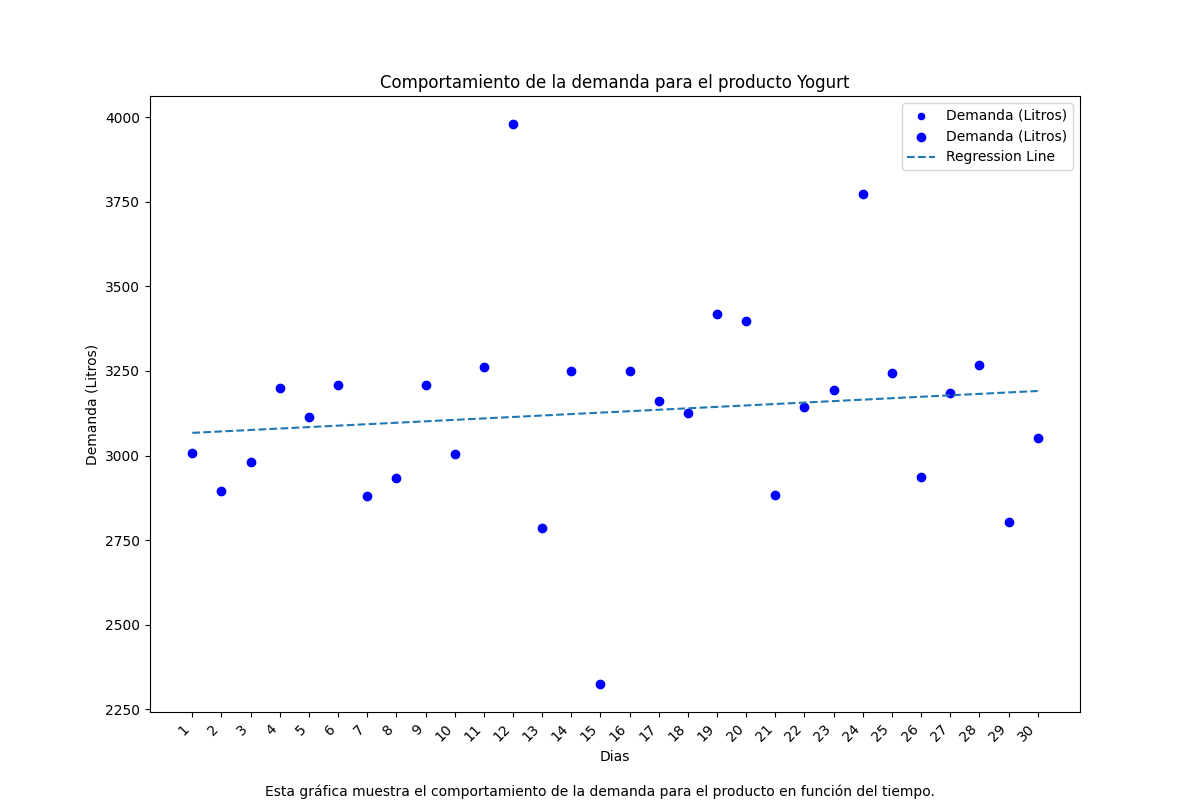 Comportamiento de la demanda para el producto Yogurt
Demanda (Litros)
Demanda (Litros)
Regression Line
4000
3750
3500
3250
3000
2750
2500
2250
Demanda (Litros)
1 2 3 4 5 6 7 8 9 10 11 12 13 14 15 16 17 18 19 20 21 22 23 24 25 26 27 28 29 30
Dias
Esta gráfica muestra el comportamiento de la demanda para el producto en función del tiempo.